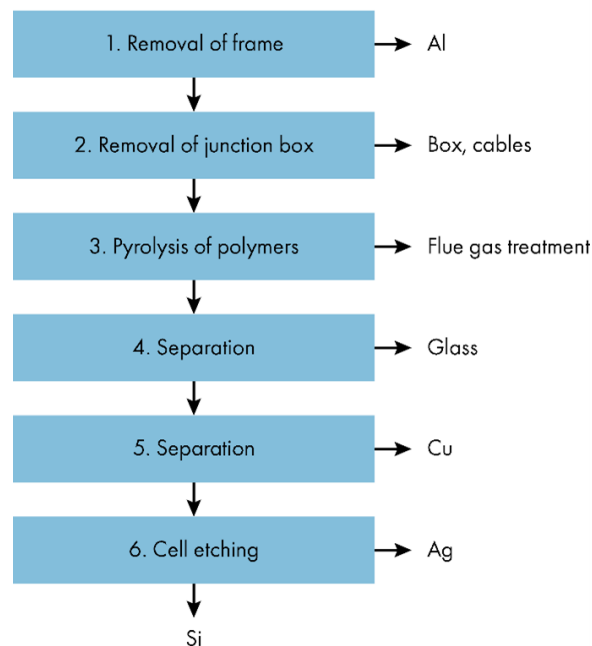 1. Removal of frame
Al
2. Removal of junction box
Box, cables
3. Pyrolysis of polymers
Flue gas treatment
4. Separation
Glass
5. Separation
Cu
6. Cell etching
Ag
Si